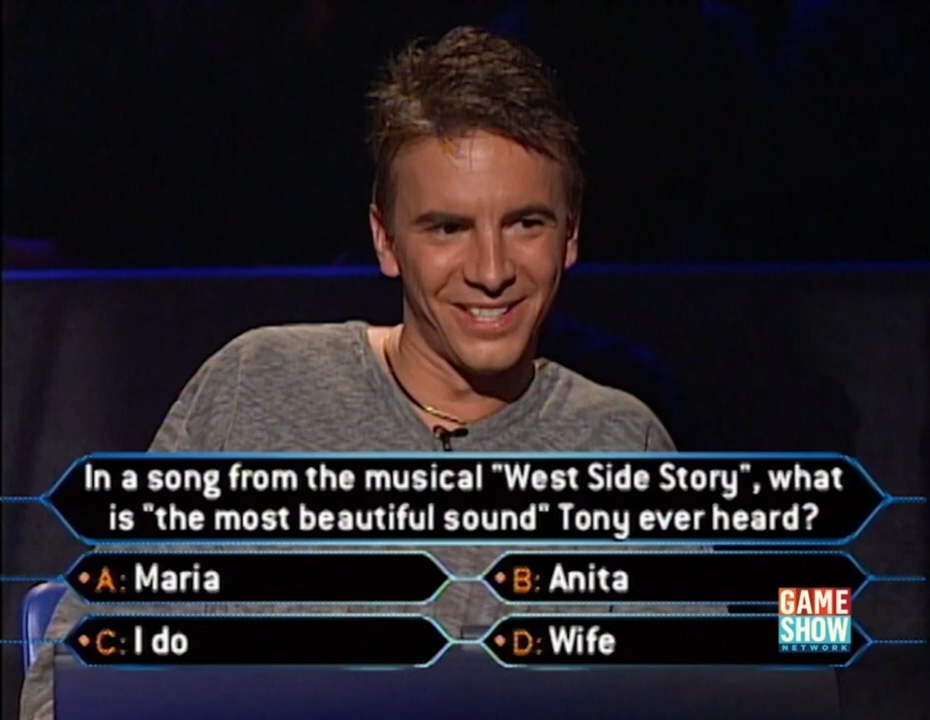 In a song from the musical "West Side Story", what
is "the most beautiful sound" Tony ever heard?
A: Maria
B: Anita
C: I do
D: Wife
GAME
SHOW
NETWORK